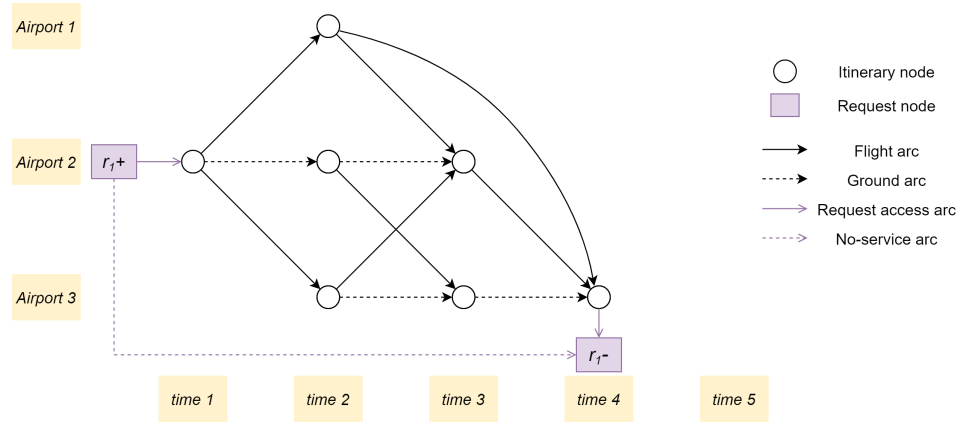 Airport 1
Itinerary node
Request node
Airport 2
r₁+
Flight arc
Ground arc
Request access arc
No-service arc
Airport 3
r₁-
time 1
time 2
time 3
time 4
time 5